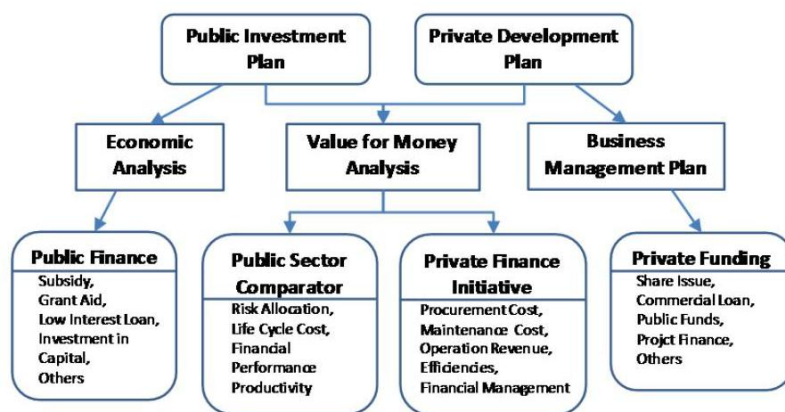 Public Investment
Plan
Private Development
Plan
Economic
Analysis
Value for Money
Analysis
Business
Management Plan
Public Finance
Subsidy,
Grant Aid,
Low Interest Loan,
Investment in
Capital,
Others
Public Sector
Comparator
Risk Allocation,
Life Cycle Cost,
Financial
Performance
Productivity
Private Finance
Initiative
Procurement Cost,
Maintenance Cost,
Operation Revenue,
Efficiencies,
Financial Management
Private Funding
Share Issue,
Commercial Loan,
Public Funds,
Projct Finance,
Others